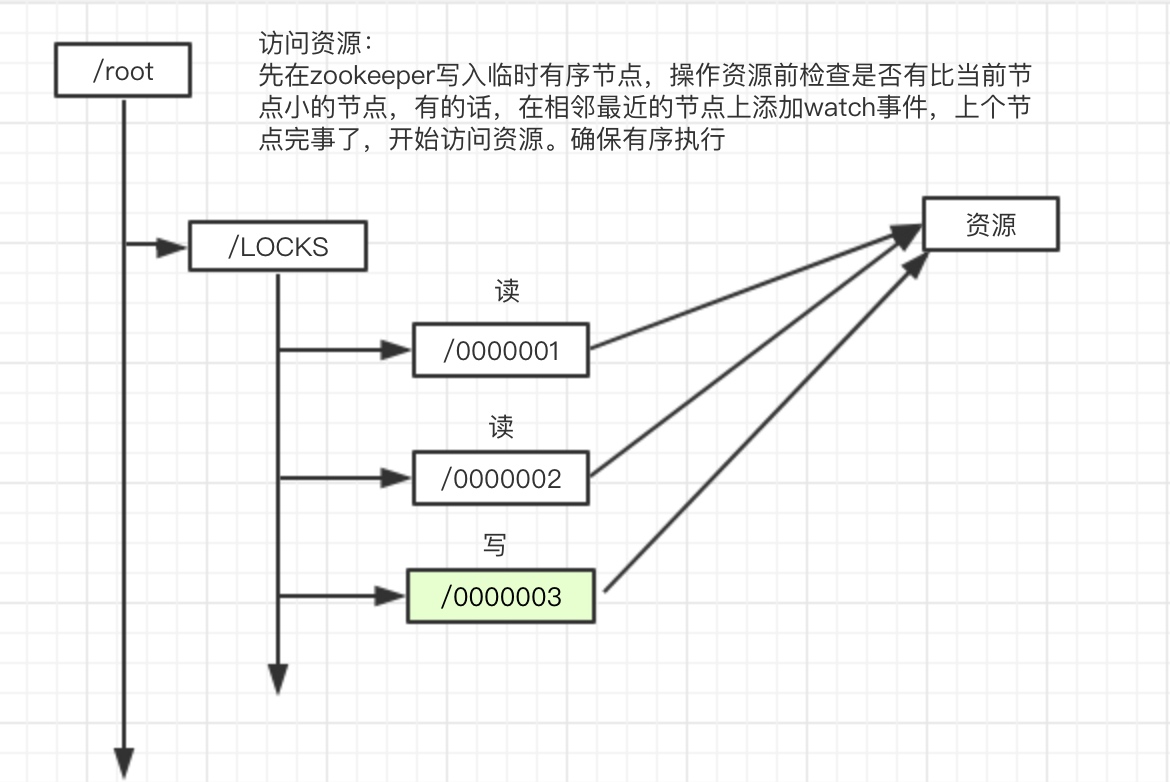 /root
访问资源：
先在zookeeper写入临时有序节点，操作资源前检查是否有比当前节
点小的节点，有的话，在相邻最近的节点上添加watch事件，上个节
点完事了，开始访问资源。确保有序执行
资源
/LOCKS
读
/0000001
读
/0000002
写
/0000003